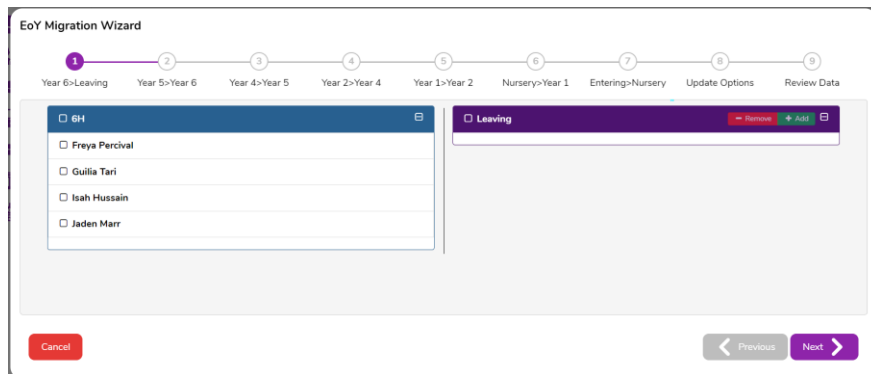 EoY Migration Wizard
1 2 3 4 5 6 7 8 9
Year 6>Leaving Year 5>Year 6 Year 4>Year 5 Year 2>Year 4 Year 1>Year 2 Nursery>Year 1 Entering>Nursery Update Options Review Data
6H
Freya Percival
Guilia Tari
Isah Hussain
Jaden Marr
Leaving Remove Add
Cancel
Previous Next